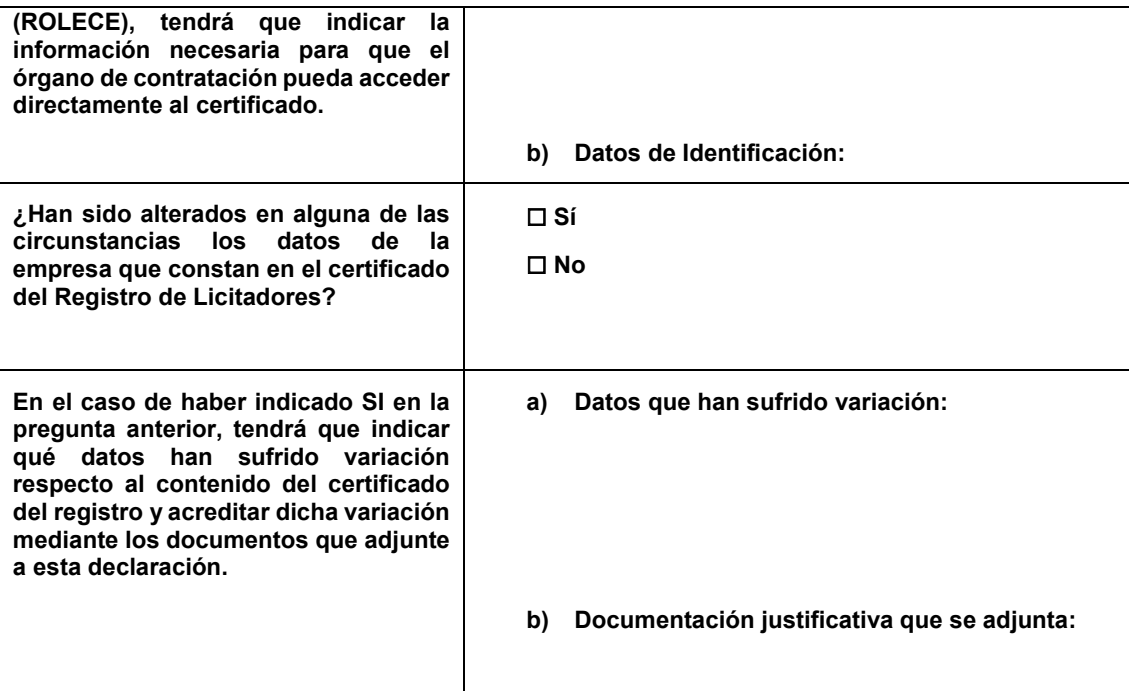 (ROLECE), tendrá que indicar la
información necesaria para que el
órgano de contratación pueda acceder
directamente al certificado.
b) Datos de Identificación:
¿Han sido alterados en alguna de las
circunstancias los datos de la
empresa que constan en el certificado
del Registro de Licitadores?
☐ Sí
☐ No
En el caso de haber indicado SI en la
pregunta anterior, tendrá que indicar
qué datos han sufrido variación
respecto al contenido del certificado
del registro y acreditar dicha variación
mediante los documentos que adjunte
a esta declaración.
a) Datos que han sufrido variación:
b) Documentación justificativa que se adjunta: